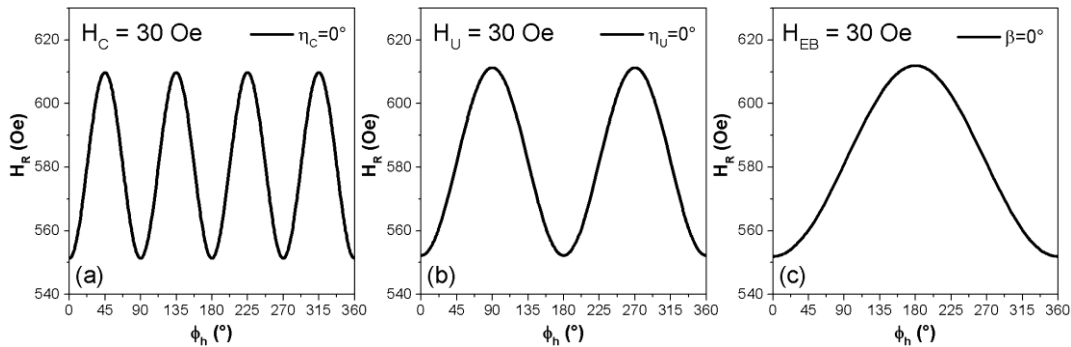 H_C = 30 Oe
η_C=0°
620
600
580
560
540
H_R (Oe)
(a)
0 45 90 135 180 225 270 315 360
ϕ_h (°)
H_U = 30 Oe
η_U=0°
620
600
580
560
540
H_R (Oe)
(b)
0 45 90 135 180 225 270 315 360
ϕ_h (°)
H_EB = 30 Oe
β=0°
620
600
580
560
540
H_R (Oe)
(c)
0 45 90 135 180 225 270 315 360
ϕ_h (°)